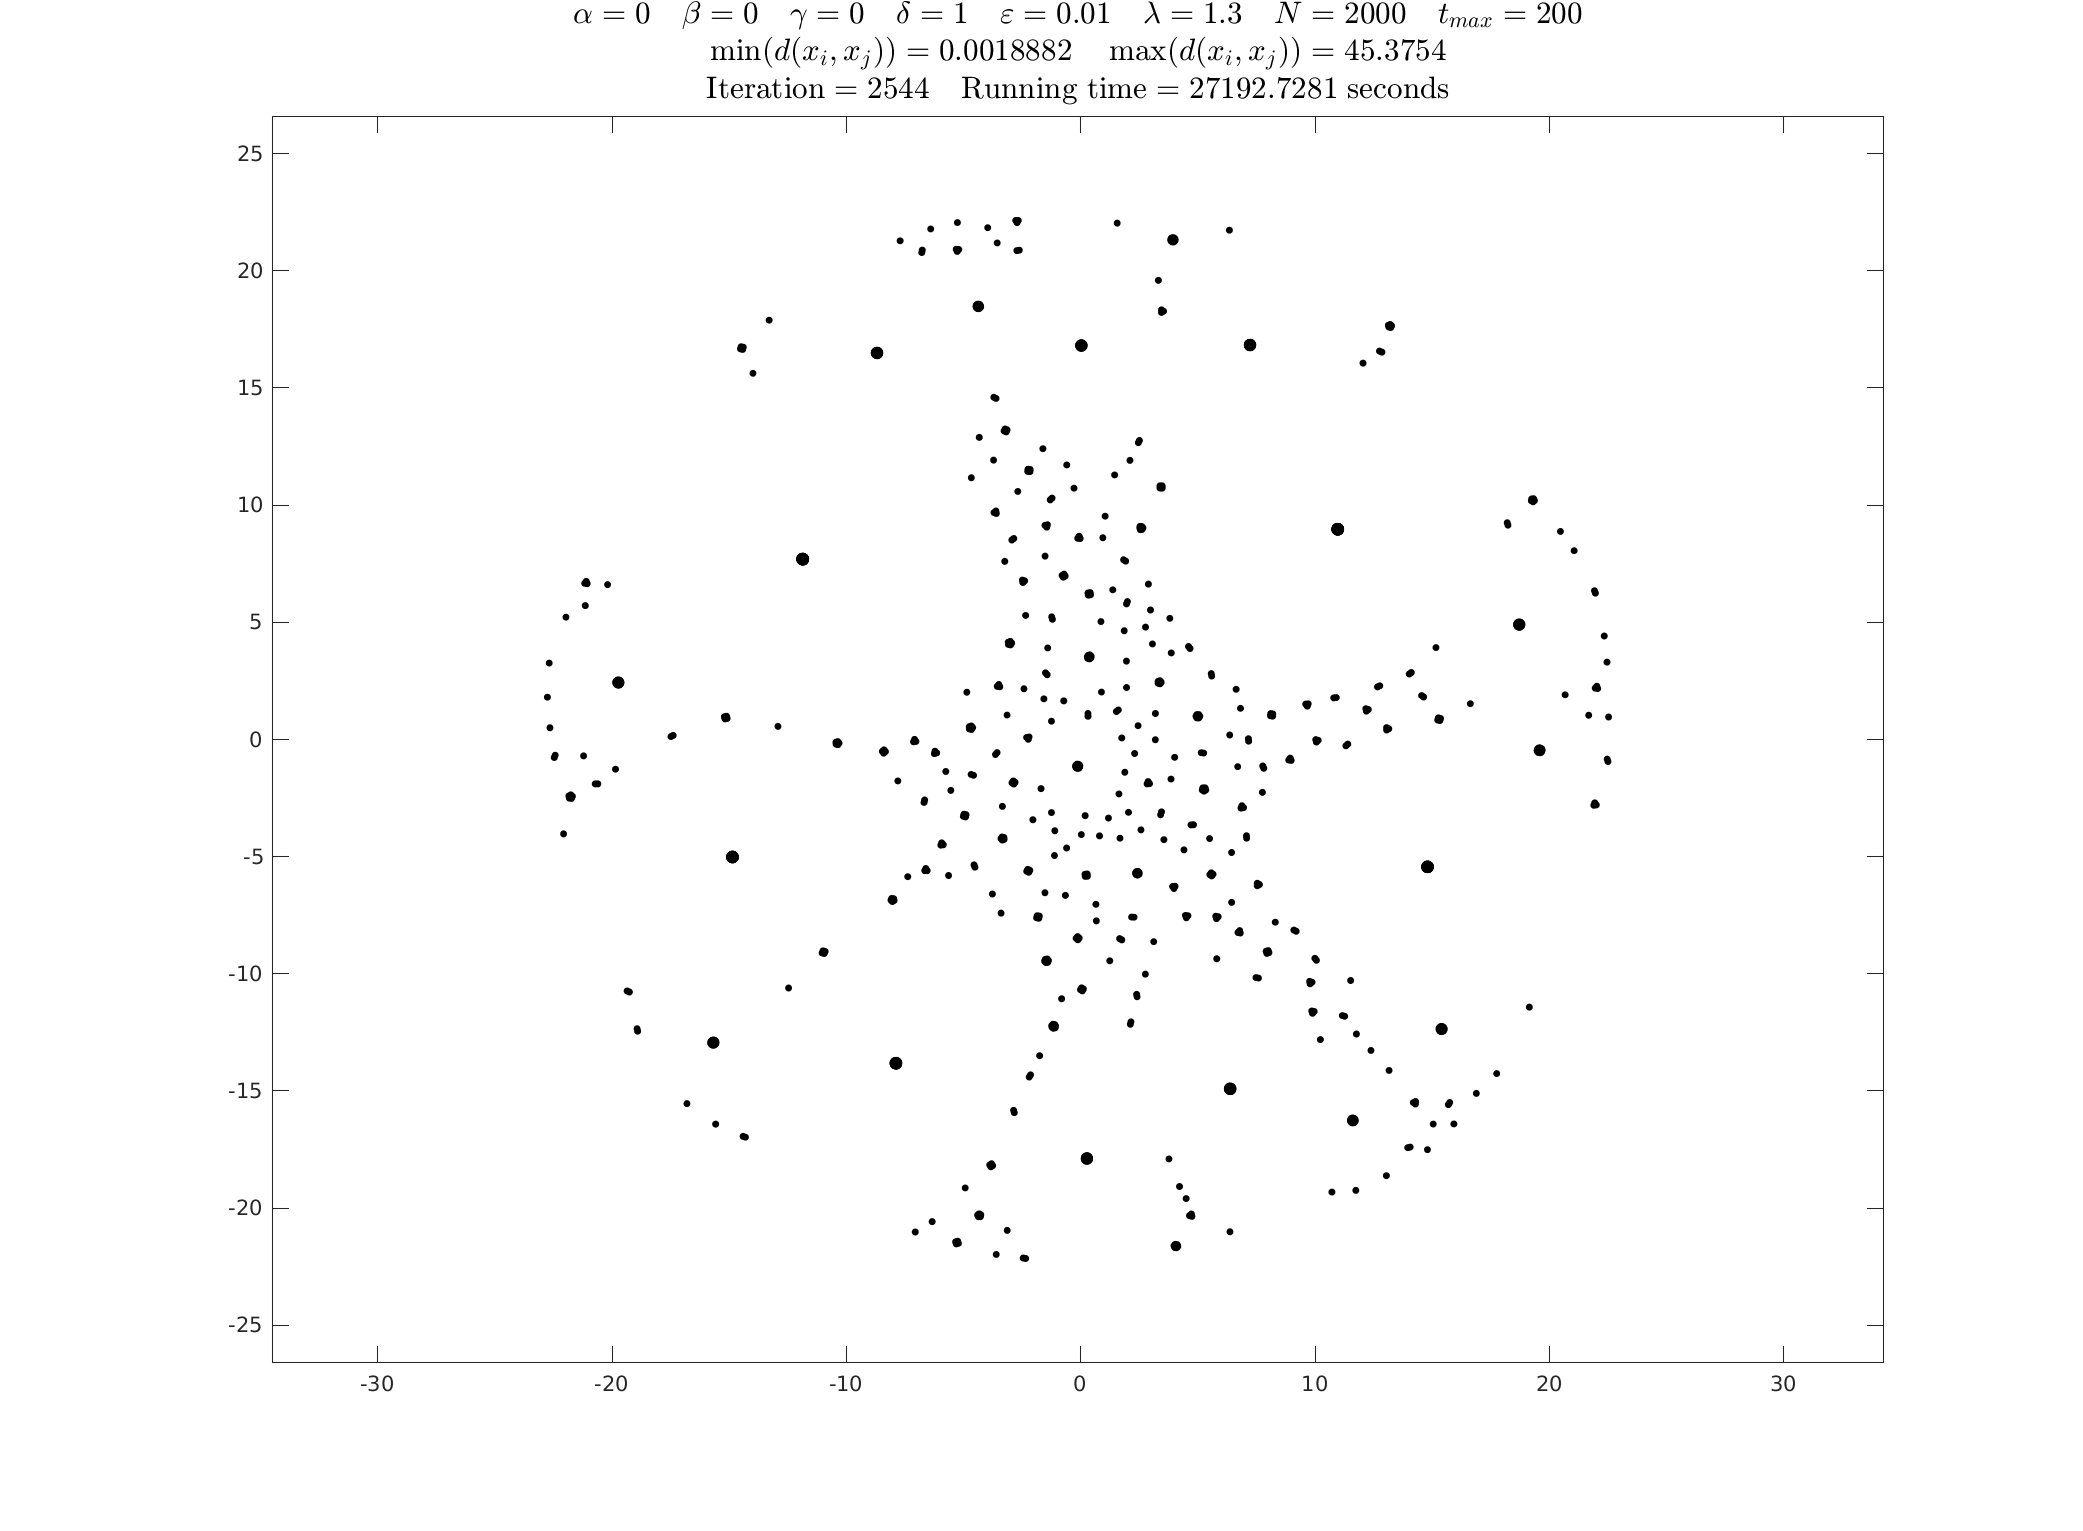 α = 0 β = 0 γ = 0 δ = 1 ε = 0.01 λ = 1.3 N = 2000 t_max = 200
min(d(x_i, x_j)) = 0.0018882 max(d(x_i, x_j)) = 45.3754
Iteration = 2544 Running time = 27192.7281 seconds
25
20
15
10
5
0
-5
-10
-15
-20
-25
-30 -20 -10 0 10 20 30